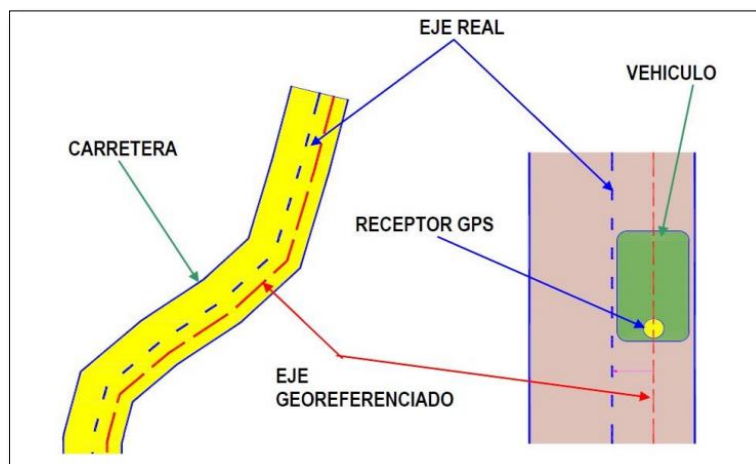 EJE REAL
VEHICULO
CARRETERA
RECEPTOR GPS
EJE
GEOREFERENCIADO